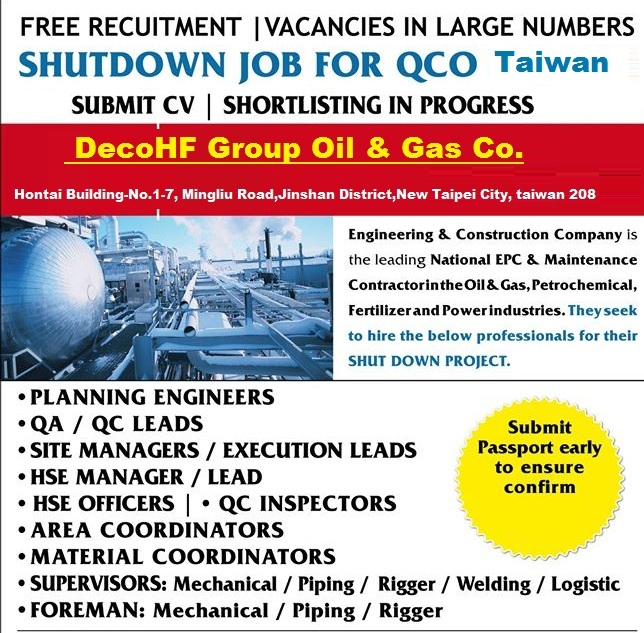 FREE RECUITMENT | VACANCIES IN LARGE NUMBERS
SHUTDOWN JOB FOR QCO Taiwan
SUBMIT CV | SHORTLISTING IN PROGRESS
DecoHF Group Oil & Gas Co.
Hontai Building-No.1-7, Mingliu Road,Jinshan District,New Taipei City, taiwan 208
Engineering & Construction Company is
the leading National EPC & Maintenance
Contractor in the Oil & Gas, Petrochemical,
Fertilizer and Power industries. They seek
to hire the below professionals for their
SHUT DOWN PROJECT.
• PLANNING ENGINEERS
• QA / QC LEADS
• SITE MANAGERS / EXECUTION LEADS
• HSE MANAGER / LEAD
• HSE OFFICERS | • QC INSPECTORS
• AREA COORDINATORS
• MATERIAL COORDINATORS
• SUPERVISORS: Mechanical / Piping / Rigger / Welding / Logistic
• FOREMAN: Mechanical / Piping / Rigger
Submit
Passport early
to ensure
confirm